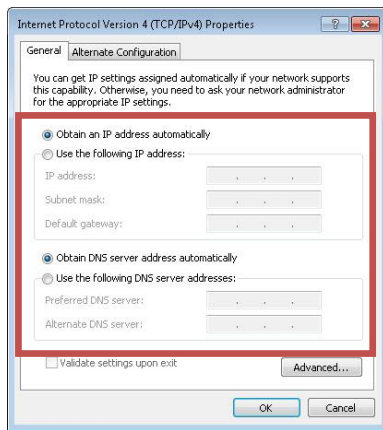 Internet Protocol Version 4 (TCP/IPv4) Properties
General
Alternate Configuration
You can get IP settings assigned automatically if your network supports
this capability. Otherwise, you need to ask your network administrator
for the appropriate IP settings.
Obtain an IP address automatically
Use the following IP address:
IP address:
Subnet mask:
Default gateway:
Obtain DNS server address automatically
Use the following DNS server addresses:
Preferred DNS server:
Alternate DNS server:
Validate settings upon exit
Advanced...
OK
Cancel